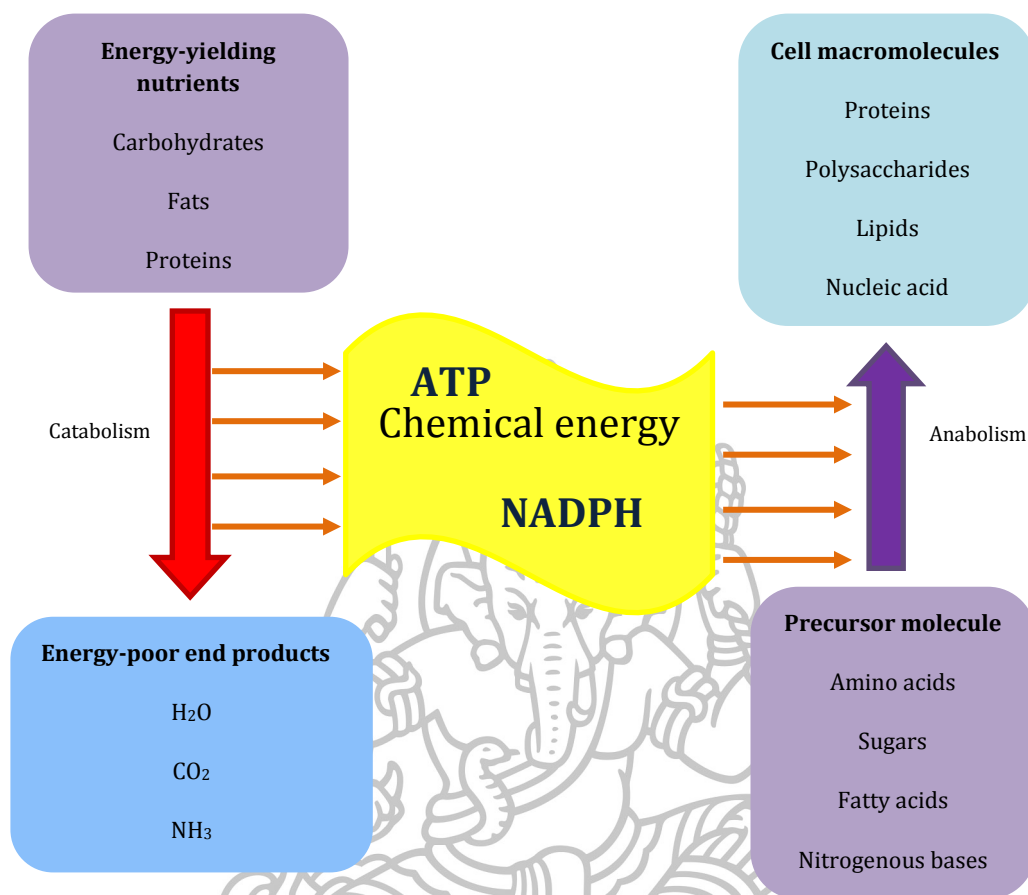 Energy-yielding
nutrients
Carbohydrates
Fats
Proteins
Catabolism
Energy-poor end products
H₂O
CO₂
NH₃
ATP
Chemical energy
NADPH
Cell macromolecules
Proteins
Polysaccharides
Lipids
Nucleic acid
Anabolism
Precursor molecule
Amino acids
Sugars
Fatty acids
Nitrogenous bases